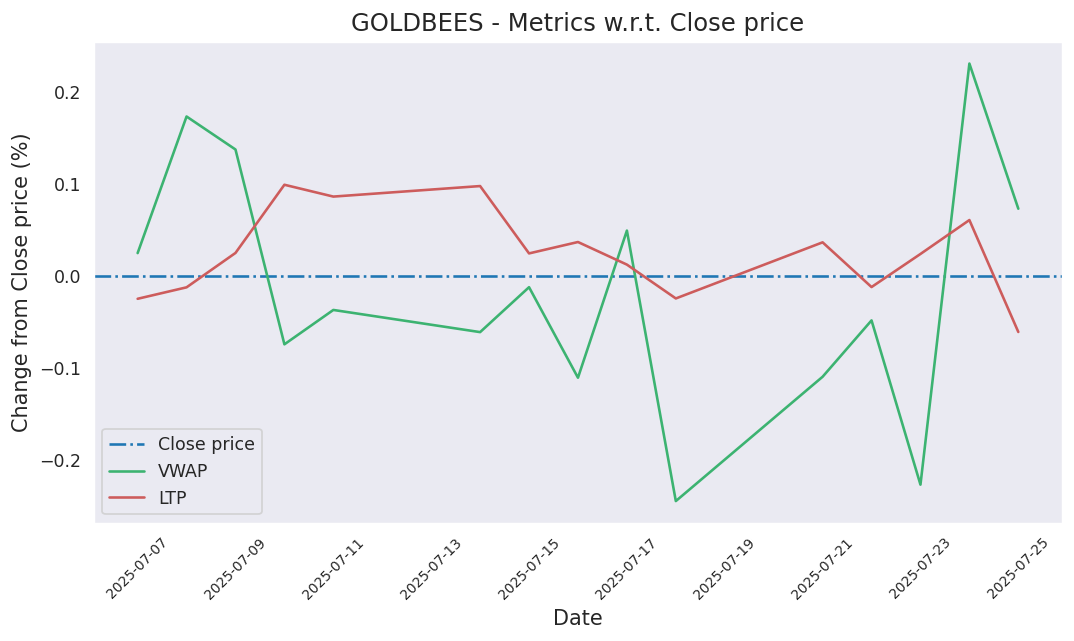 GOLDBEES - Metrics w.r.t. Close price
Change from Close price (%)
0.2
0.1
0.0
−0.1
−0.2
Close price
VWAP
LTP
2025-07-07
2025-07-09
2025-07-11
2025-07-13
2025-07-15
2025-07-17
2025-07-19
2025-07-21
2025-07-23
2025-07-25
Date